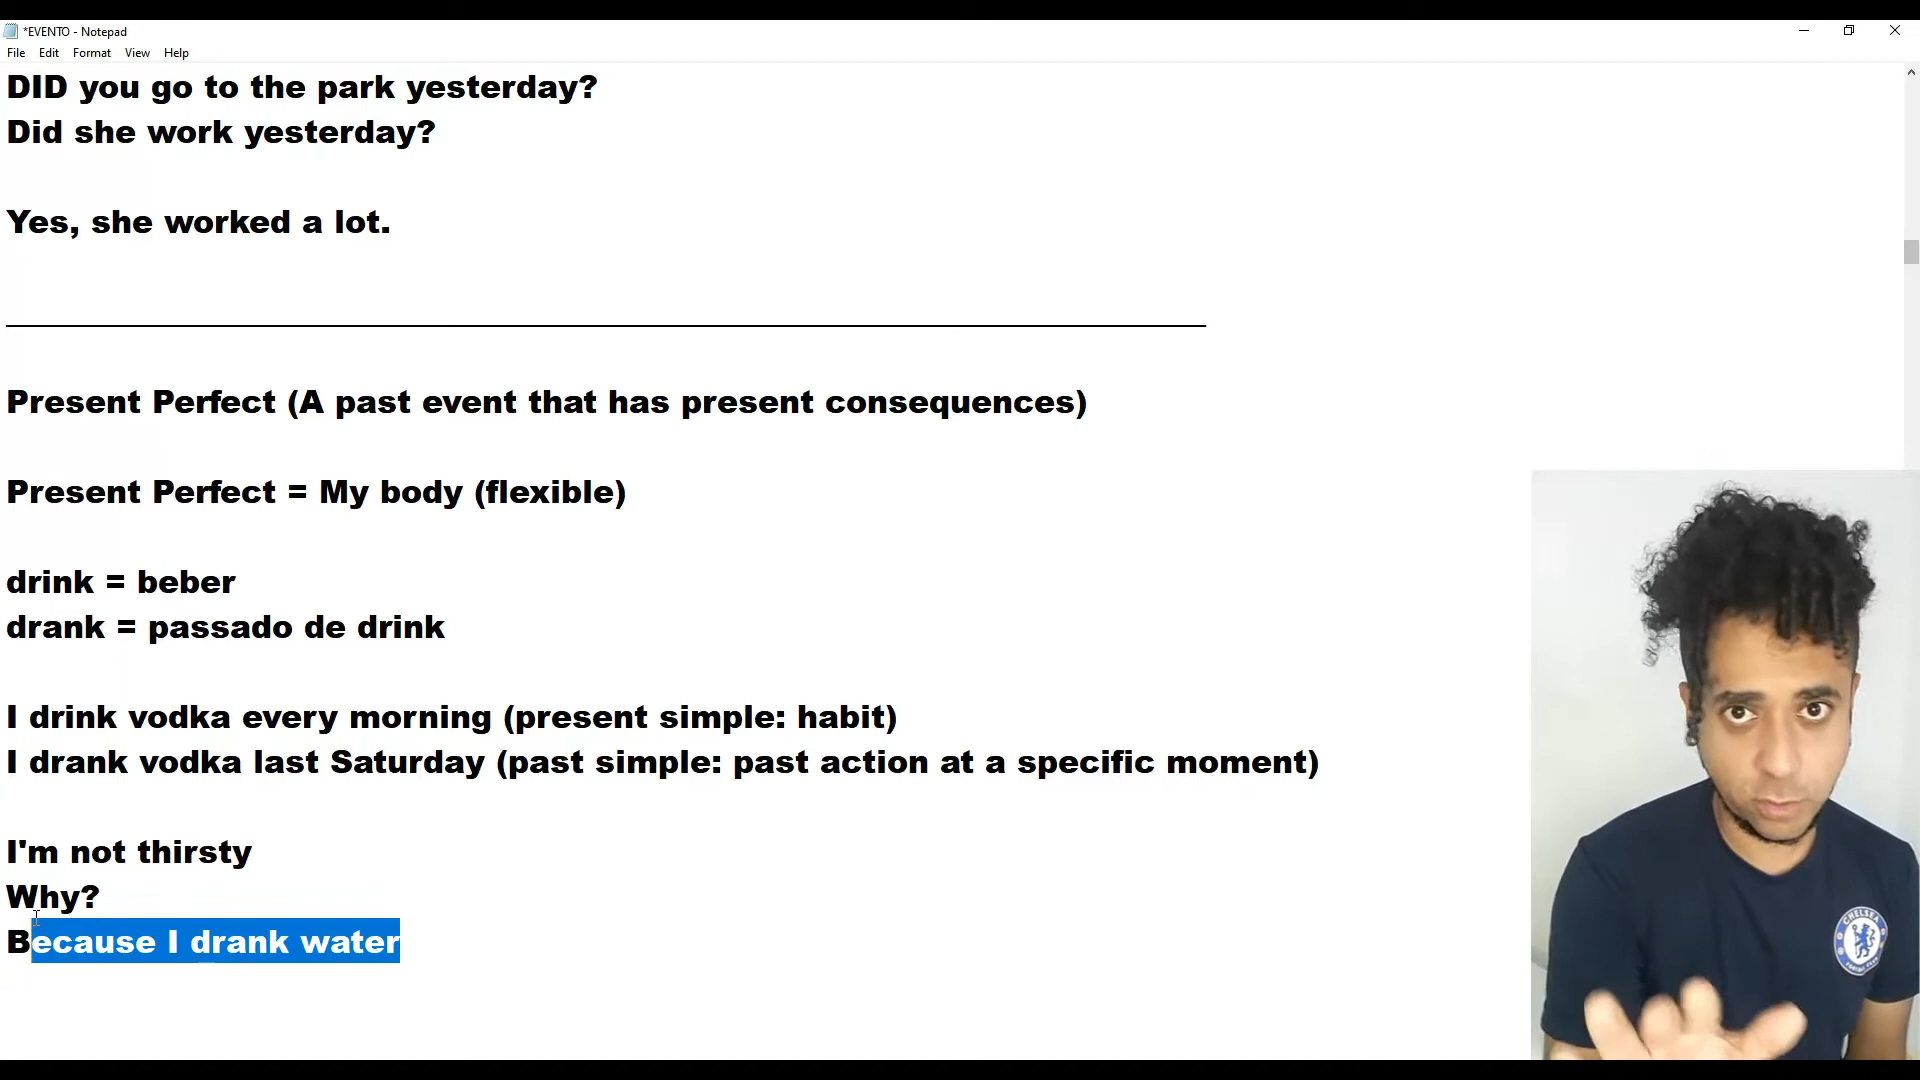 *EVENTO - Notepad
File Edit Format View Help
DID you go to the park yesterday?
Did she work yesterday?
Yes, she worked a lot.
Present Perfect (A past event that has present consequences)
Present Perfect = My body (flexible)
drink = beber
drank = passado de drink
I drink vodka every morning (present simple: habit)
I drank vodka last Saturday (past simple: past action at a specific moment)
I'm not thirsty
Why?
Because I drank water
CHELSEA